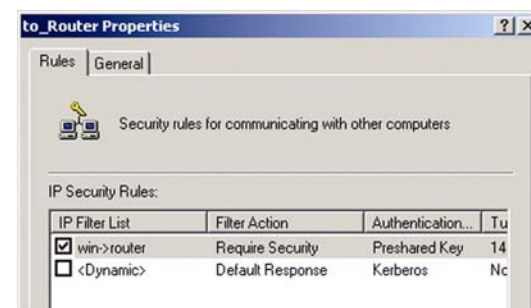 to_Router Properties ? ×
Rules General
Security rules for communicating with other computers
IP Security Rules:
IP Filter List Filter Action Authentication... Tu
win->router Require Security Preshared Key 14
<Dynamic> Default Response Kerberos Nc